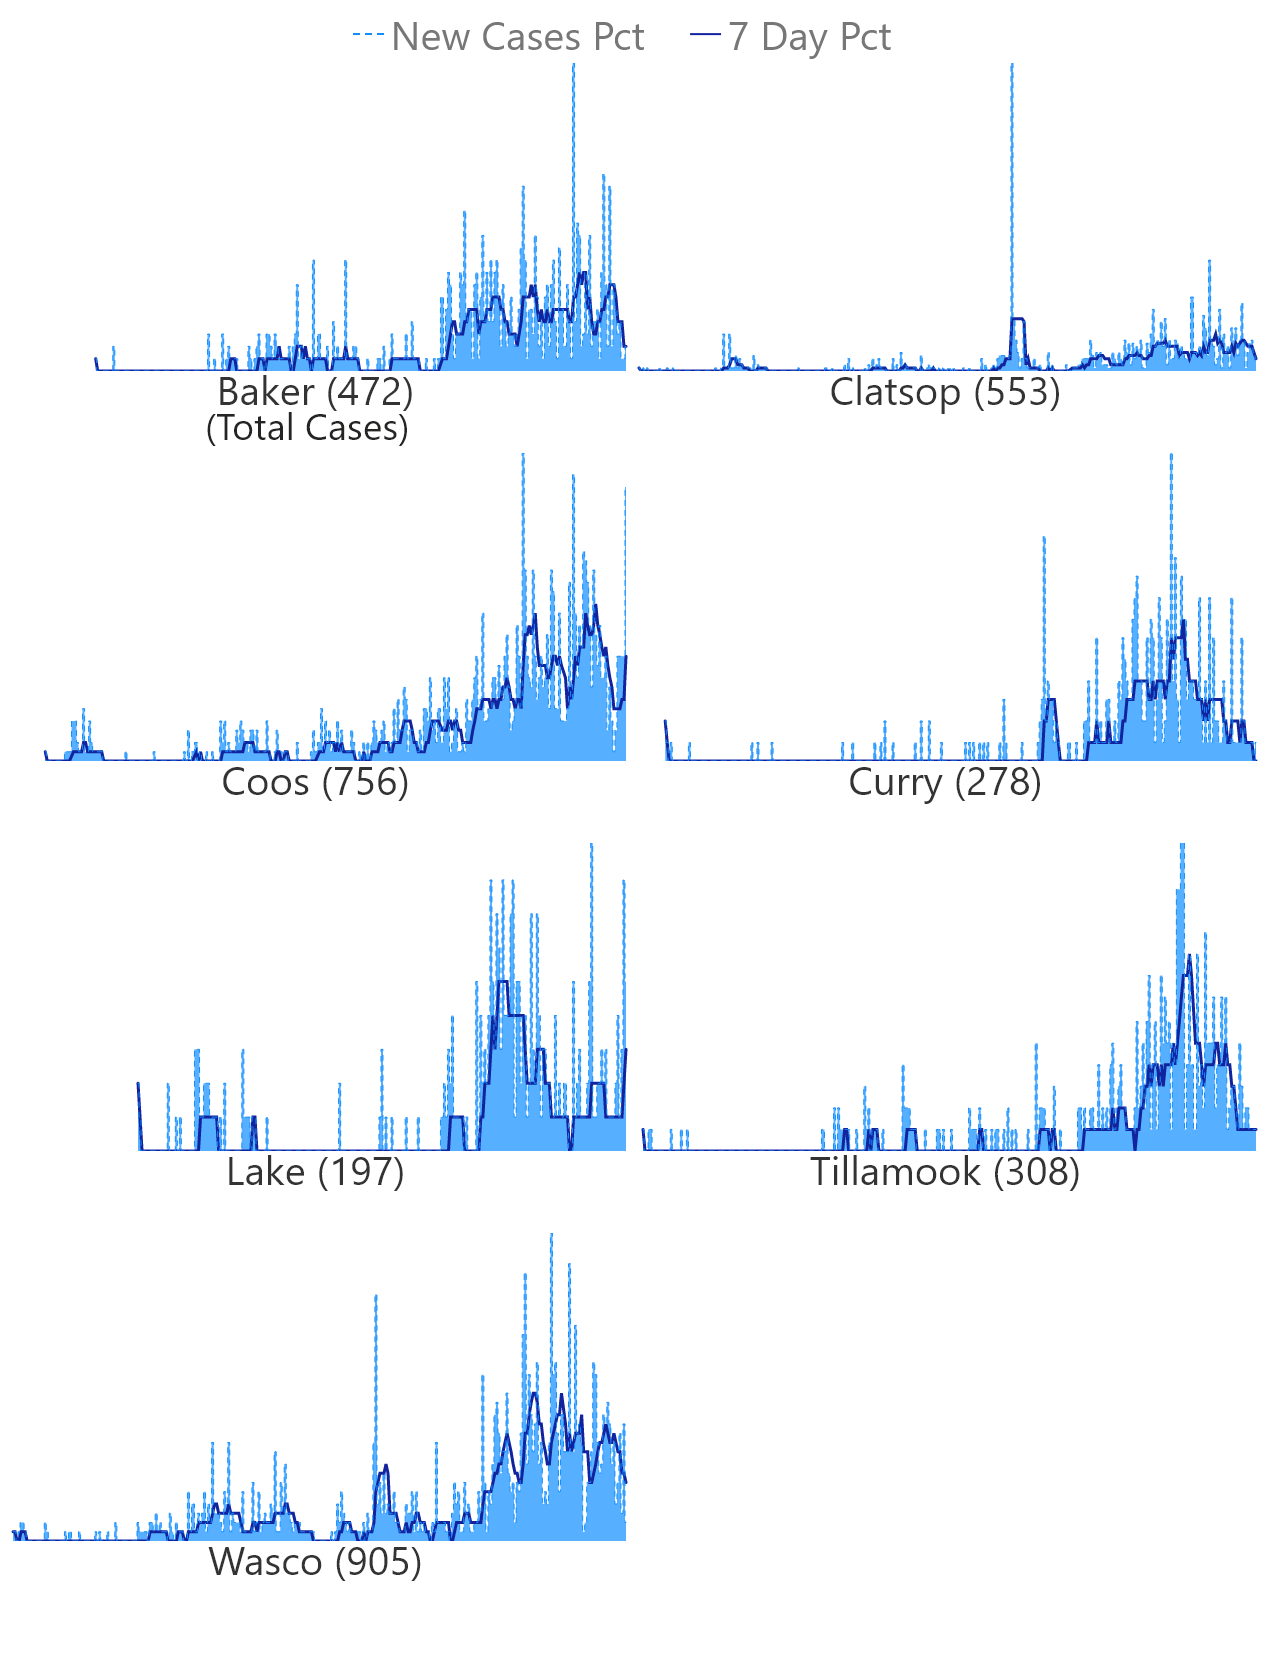 New Cases Pct 7 Day Pct
Baker (472) Clatsop (553)
(Total Cases)
Coos (756) Curry (278)
Lake (197) Tillamook (308)
Wasco (905)